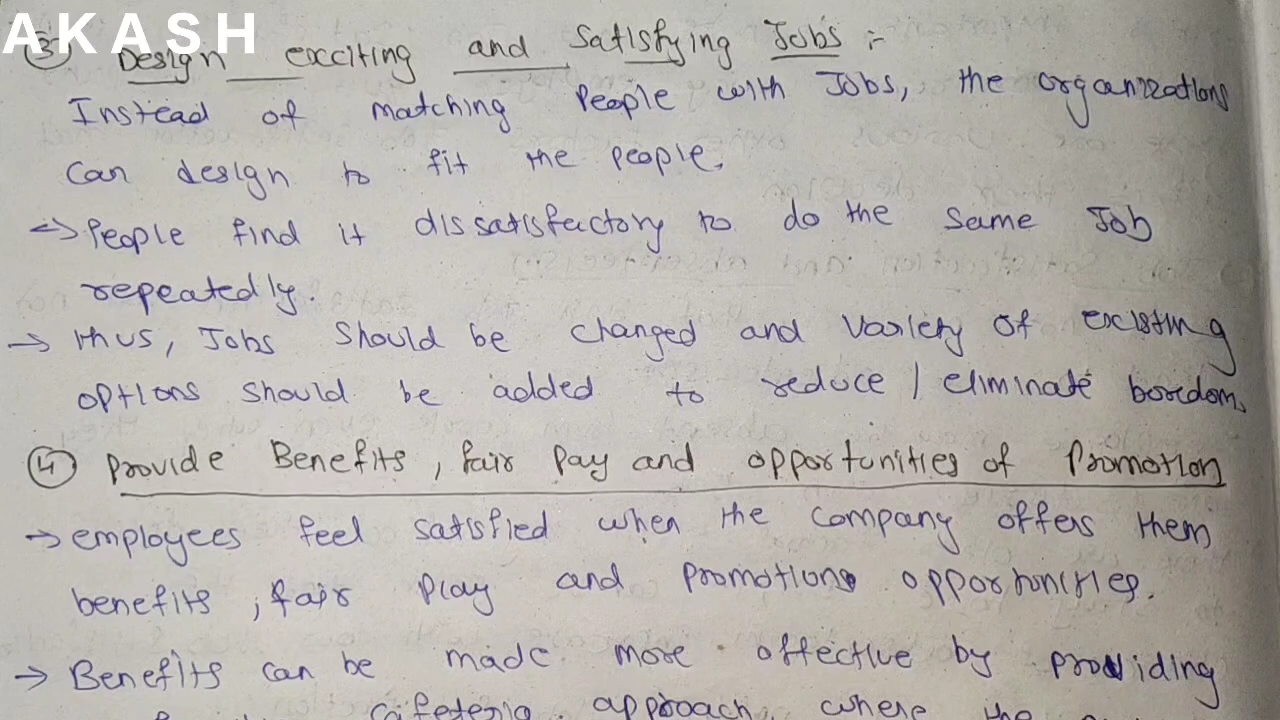 AKASH
③ Design exciting and Satisfying Jobs :-
Instead of matching People with Jobs, the organizations
Can design to fit the people.
→ People find it dissatisfactory to do the Same Job
repeatedly.
→ thus, Jobs Should be changed and Variety of exciting
options Should be added to reduce / eliminate boredom.
④ Provide Benefits, fair Pay and opportunities of Promotion
→ employees feel satisfied when the Company offers them
benefits, fair Play and promotions opportunities.
→ Benefits can be made more offective by providing
cafeteria approach where the